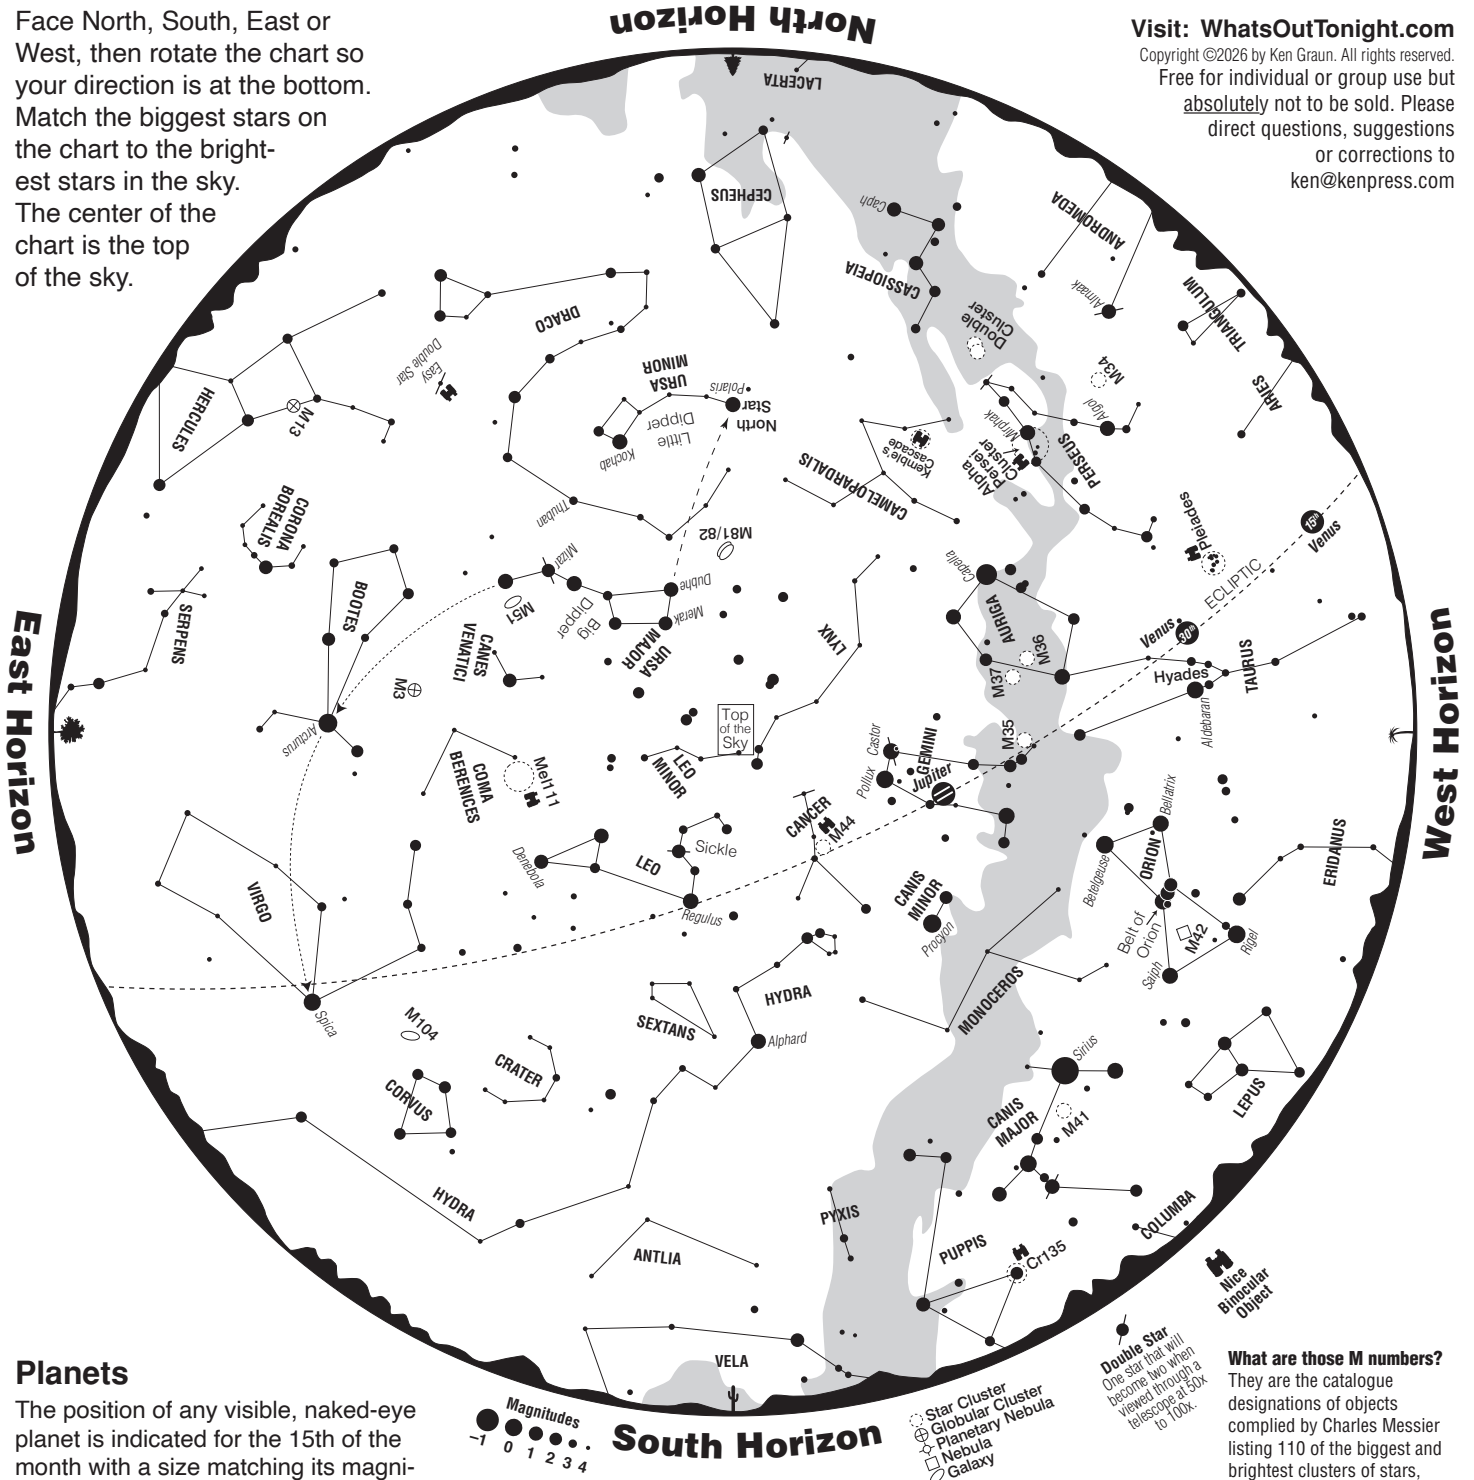 Face North, South, East or
West, then rotate the chart so
your direction is at the bottom.
Match the biggest stars on
the chart to the bright-
est stars in the sky.
The center of the
chart is the top
of the sky.
North Horizon
Visit: WhatsOutTonight.com
Copyright ©2026 by Ken Graun. All rights reserved.
Free for individual or group use but
absolutely not to be sold. Please
direct questions, suggestions
or corrections to
ken@kenpress.com
LACERTA
CEPHEUS
Caph
CASSIOPEIA
ANDROMEDA
Almaak
TRIANGULUM
ARIES
Double
Cluster
M34
Algol
Mirphak
PERSEUS
Alpha
Persei
Cluster
Kemble's
Cascade
CAMELOPARDALIS
DRACO
Easy
Double Star
URSA
MINOR
Polaris
North
Star
Little
Dipper
Kochab
Thuban
HERCULES
M13
CORONA
BOREALIS
SERPENS
BOOTES
Arcturus
Mizar
M51
Big
Dipper
Dubhe
Merak
URSA
MAJOR
M81/82
CANES
VENATICI
M3
LYNX
Capella
AURIGA
M36
M37
M35
Pleiades
15th
Venus
ECLIPTIC
Venus
30th
Hyades
TAURUS
Aldebaran
East Horizon
West Horizon
Top
of the
Sky
LEO
MINOR
COMA
BERENICES
Mel111
Castor
Pollux
GEMINI
Jupiter
CANCER
M44
Sickle
LEO
Denebola
Regulus
VIRGO
Spica
CANIS
MINOR
Procyon
Bellatrix
Betelgeuse
ORION
Belt of
Orion
M42
Rigel
Saiph
ERIDANUS
MONOCEROS
HYDRA
Alphard
SEXTANS
M104
CRATER
CORVUS
Sirius
CANIS
MAJOR
M41
LEPUS
COLUMBA
HYDRA
ANTLIA
PYXIS
PUPPIS
Cr135
VELA
South Horizon
Nice
Binocular
Object
Double Star
One star that will
become two when
viewed through a
telescope at 50x
to 100x.
Star Cluster
Globular Cluster
Planetary Nebula
Nebula
Galaxy
Magnitudes
–1 0 1 2 3 4
Planets
The position of any visible, naked-eye
planet is indicated for the 15th of the
month with a size matching its magni-
What are those M numbers?
They are the catalogue
designations of objects
complied by Charles Messier
listing 110 of the biggest and
brightest clusters of stars,